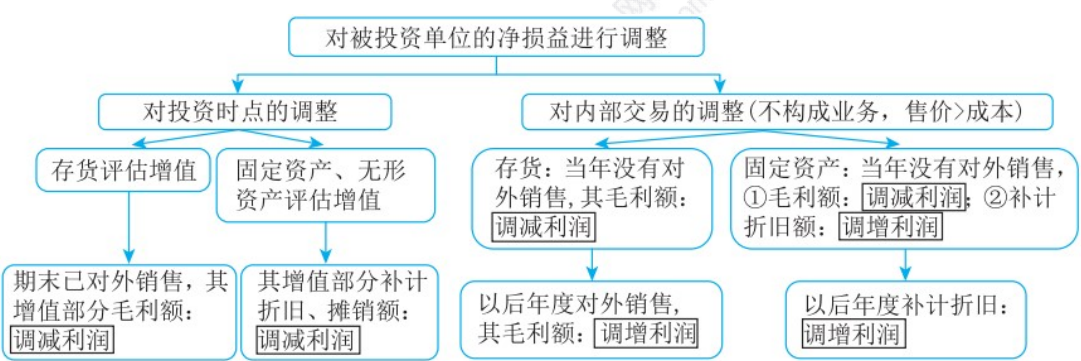 对被投资单位的净损益进行调整
对投资时点的调整
对内部交易的调整(不构成业务，售价>成本)
存货评估增值
固定资产、无形
资产评估增值
存货：当年没有对
外销售,其毛利额：
调减利润
固定资产：当年没有对外销售，
①毛利额：调减利润；②补计
折旧额：调增利润
期末已对外销售，其
增值部分毛利额：
调减利润
其增值部分补计
折旧、摊销额：
调减利润
以后年度对外销售,
其毛利额：调增利润
以后年度补计折旧：
调增利润